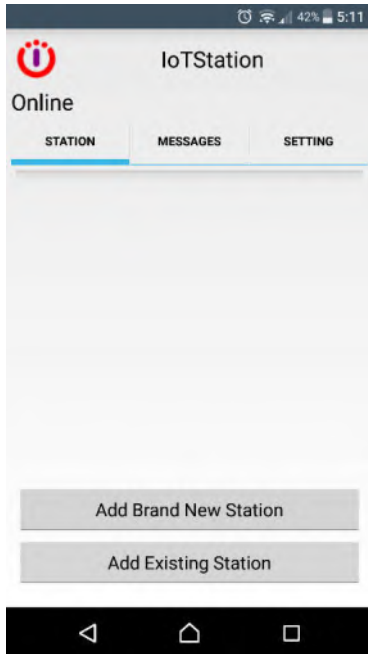 42% 5:11
IoTStation
Online
STATION MESSAGES SETTING
Add Brand New Station
Add Existing Station